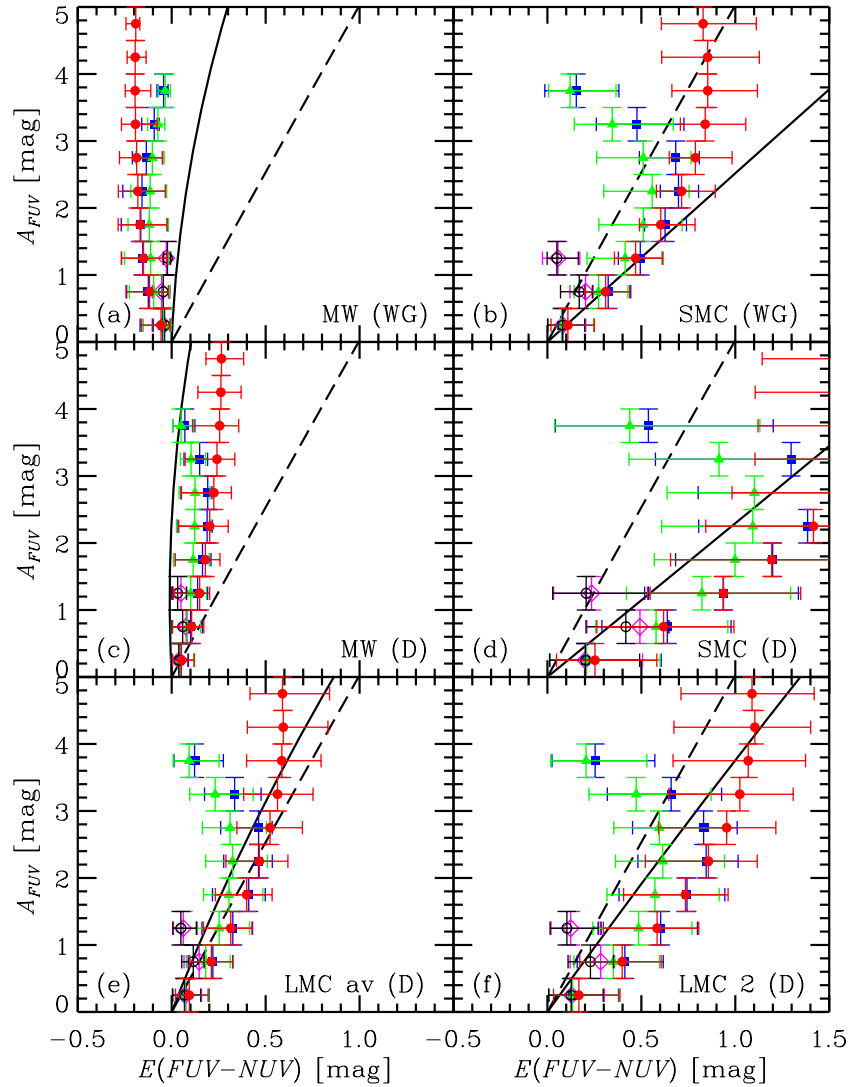 5
4
3
2
1
0
A_FUV [mag]
(a)
MW (WG)
(b)
SMC (WG)
5
4
3
2
1
0
A_FUV [mag]
(c)
MW (D)
(d)
SMC (D)
5
4
3
2
1
0
A_FUV [mag]
(e)
LMC av (D)
(f)
LMC 2 (D)
−0.5 0.0 0.5 1.0 0.0 0.5 1.0 1.5
E(FUV−NUV) [mag] E(FUV−NUV) [mag]